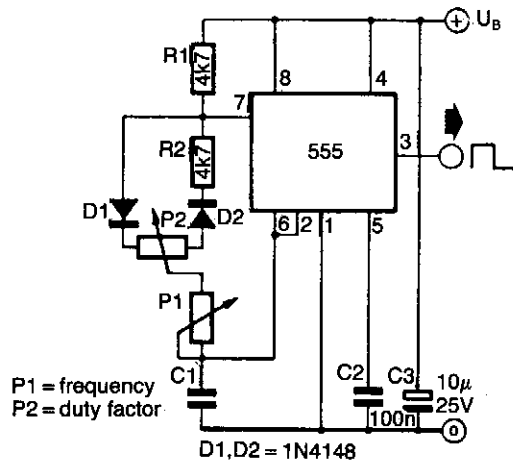 + U_B
R1
4k7
8
4
7
3
555
R2
4k7
D1
P2
D2
6
2
1
5
P1
C1
C2
C3
10μ
25V
100n
0
P1 = frequency
P2 = duty factor
D1,D2 = 1N4148